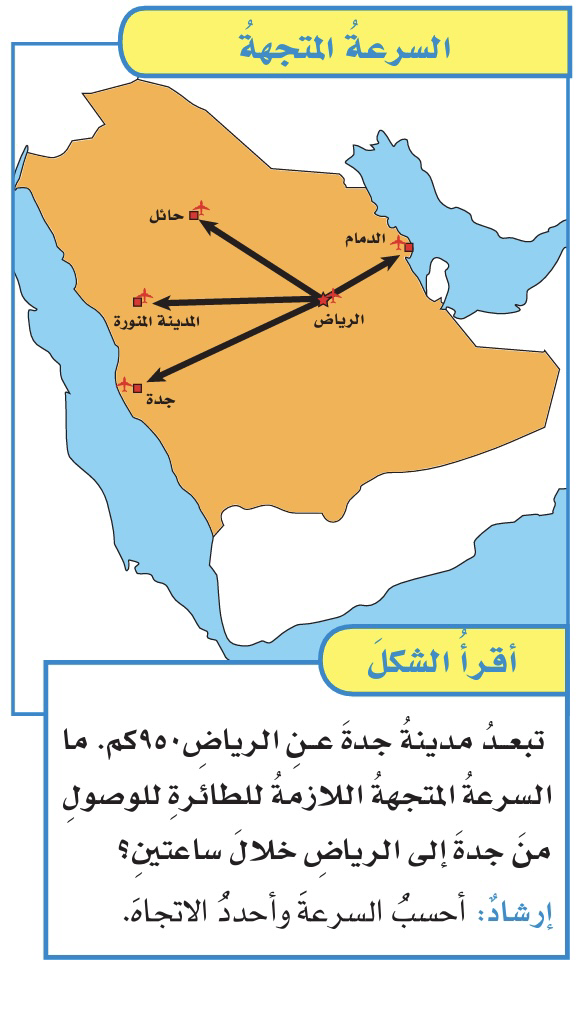 السرعةُ المتجهةُ
حائل
الدمام
المدينة المنورة
الرياض
جدة
أقرأُ الشكلَ
تبعدُ مدينةُ جدةَ عنِ الرياضِ ٩٥٠كم. ما
السرعةُ المتجهةُ اللازمةُ للطائرةِ للوصولِ
منَ جدةَ إلى الرياضِ خلالَ ساعتينِ؟
إرشادٌ: أحسبُ السرعةَ وأحددُ الاتجاهَ.